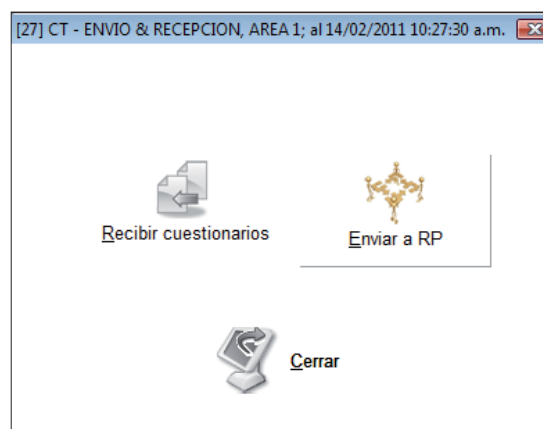 [27] CT - ENVIO & RECEPCION, AREA 1; al 14/02/2011 10:27:30 a.m.
Recibir cuestionarios
Enviar a RP
Cerrar